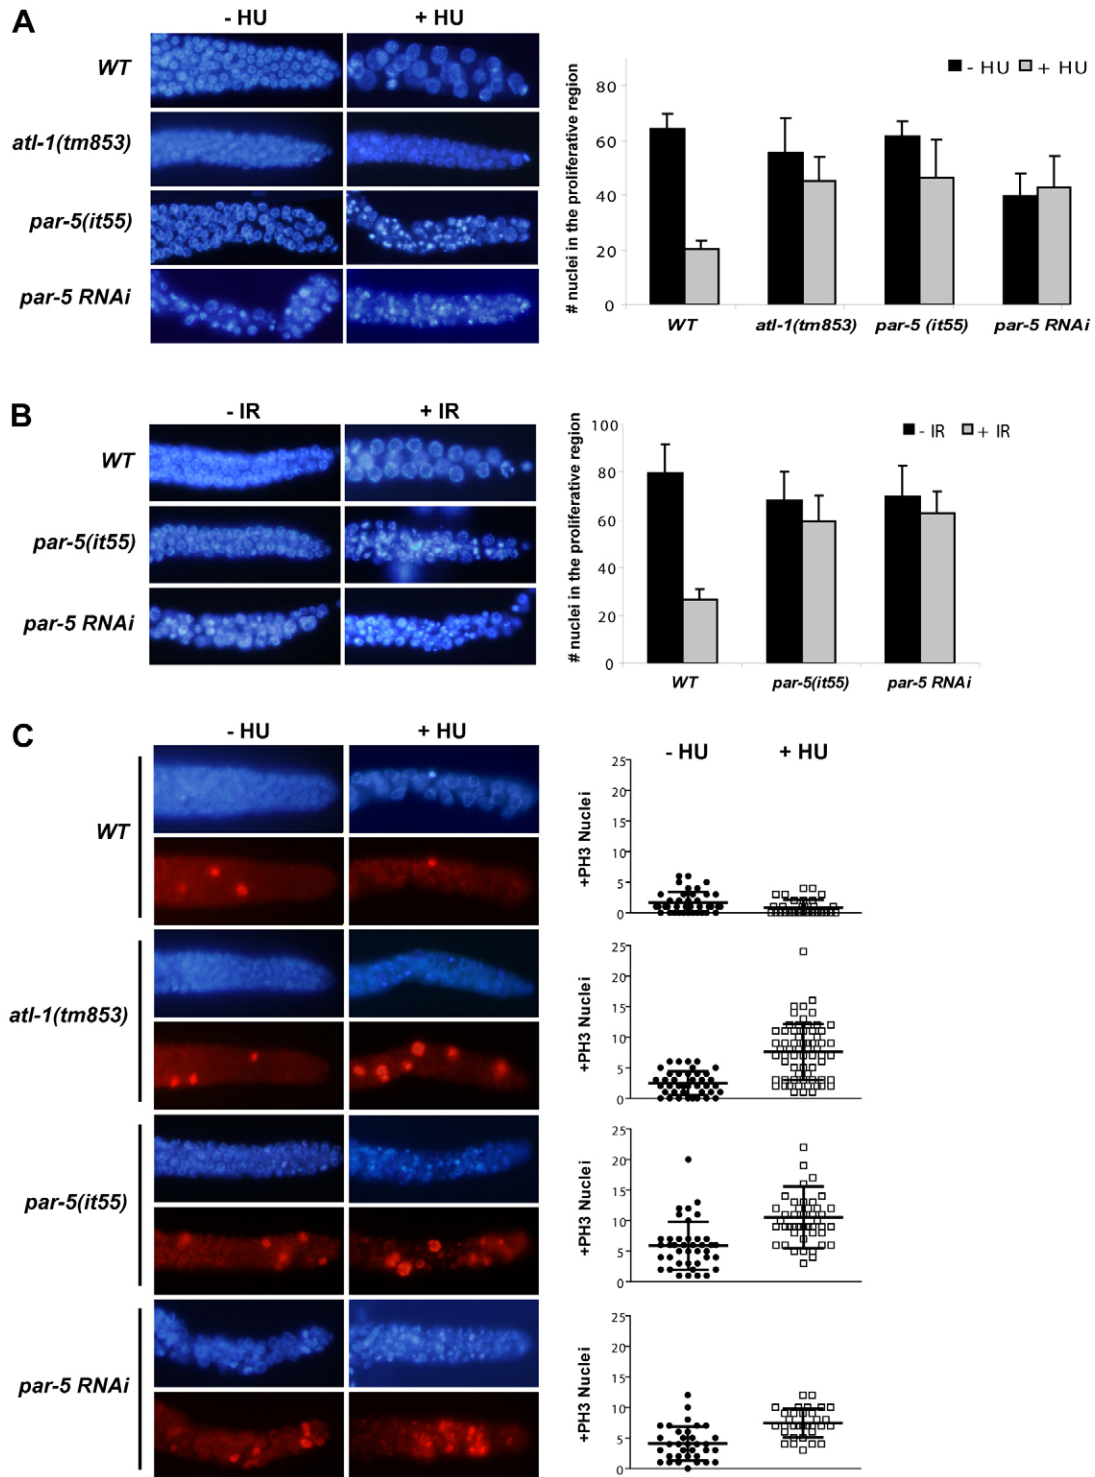 A
- HU
+ HU
WT
atl-1(tm853)
par-5(it55)
par-5 RNAi
# nuclei in the proliferative region
- HU
+ HU
80
60
40
20
0
WT
atl-1(tm853)
par-5 (it55)
par-5 RNAi
B
- IR
+ IR
WT
par-5(it55)
par-5 RNAi
# nuclei in the proliferative region
- IR
+ IR
100
80
60
40
20
0
WT
par-5(it55)
par-5 RNAi
C
- HU
+ HU
WT
atl-1(tm853)
par-5(it55)
par-5 RNAi
- HU
+ HU
+PH3 Nuclei
25
20
15
10
5
0
+PH3 Nuclei
25
20
15
10
5
0
+PH3 Nuclei
25
20
15
10
5
0
+PH3 Nuclei
25
20
15
10
5
0